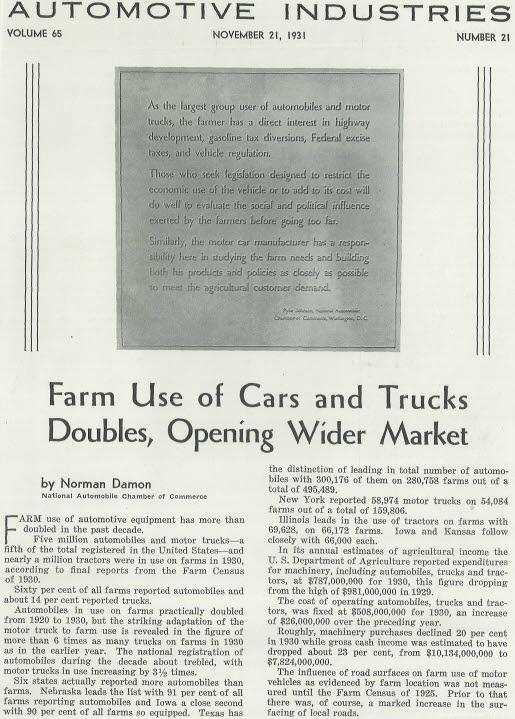 AUTOMOTIVE INDUSTRIES
VOLUME 65
NOVEMBER 21, 1931
NUMBER 21
As the largest group user of automobiles and motor
trucks, the farmer has a direct interest in highway
development, gasoline tax diversions, Federal excise
taxes, and vehicle regulation.
Those who seek legislation designed to restrict the
economic use of the vehicle or to add to its cost will
do well to evaluate the social and political influence
exerted by the farmers before going too far.
Similarly, the motor car manufacturer has a respon-
sibility here in studying the farm needs and building
both his products and policies as closely as possible
to meet the agricultural customer demand.
Pyke Johnson, National Automobile
Chamber of Commerce, Washington, D. C.
Farm Use of Cars and Trucks
Doubles, Opening Wider Market
by Norman Damon
National Automobile Chamber of Commerce
FARM use of automotive equipment has more than
doubled in the past decade.
Five million automobiles and motor trucks—a
fifth of the total registered in the United States—and
nearly a million tractors were in use on farms in 1930,
according to final reports from the Farm Census
of 1930.
Sixty per cent of all farms reported automobiles and
about 14 per cent reported trucks.
Automobiles in use on farms practically doubled
from 1920 to 1930, but the striking adaptation of the
motor truck to farm use is revealed in the figure of
more than 6 times as many trucks on farms in 1930
as in the earlier year. The national registration of
automobiles during the decade about trebled, with
motor trucks in use increasing by 3½ times.
Six states actually reported more automobiles than
farms. Nebraska leads the list with 91 per cent of all
farms reporting automobiles and Iowa a close second
with 90 per cent of all farms so equipped. Texas has
the distinction of leading in total number of automo-
biles with 300,176 of them on 280,758 farms out of a
total of 495,489.
New York reported 58,974 motor trucks on 54,084
farms out of a total of 159,806.
Illinois leads in the use of tractors on farms with
69,628, on 66,172 farms. Iowa and Kansas follow
closely with 66,000 each.
In its annual estimates of agricultural income the
U. S. Department of Agriculture reported expenditures
for machinery, including automobiles, trucks and trac-
tors, at $787,000,000 for 1930, this figure dropping
from the high of $981,000,000 in 1929.
The cost of operating automobiles, trucks and trac-
tors, was fixed at $508,000,000 for 1930, an increase of
$26,000,000 over the preceding year.
Roughly, machinery purchases declined 20 per cent
in 1930 while gross cash income was estimated to have
dropped about 23 per cent, from $10,134,000,000 to
$7,824,000,000.
The influence of road surfaces on farm use of motor
vehicles as evidenced by farm location was not meas-
ured until the Farm Census of 1925. Prior to that
there was, of course, a marked increase in the sur-
facing of local roads.